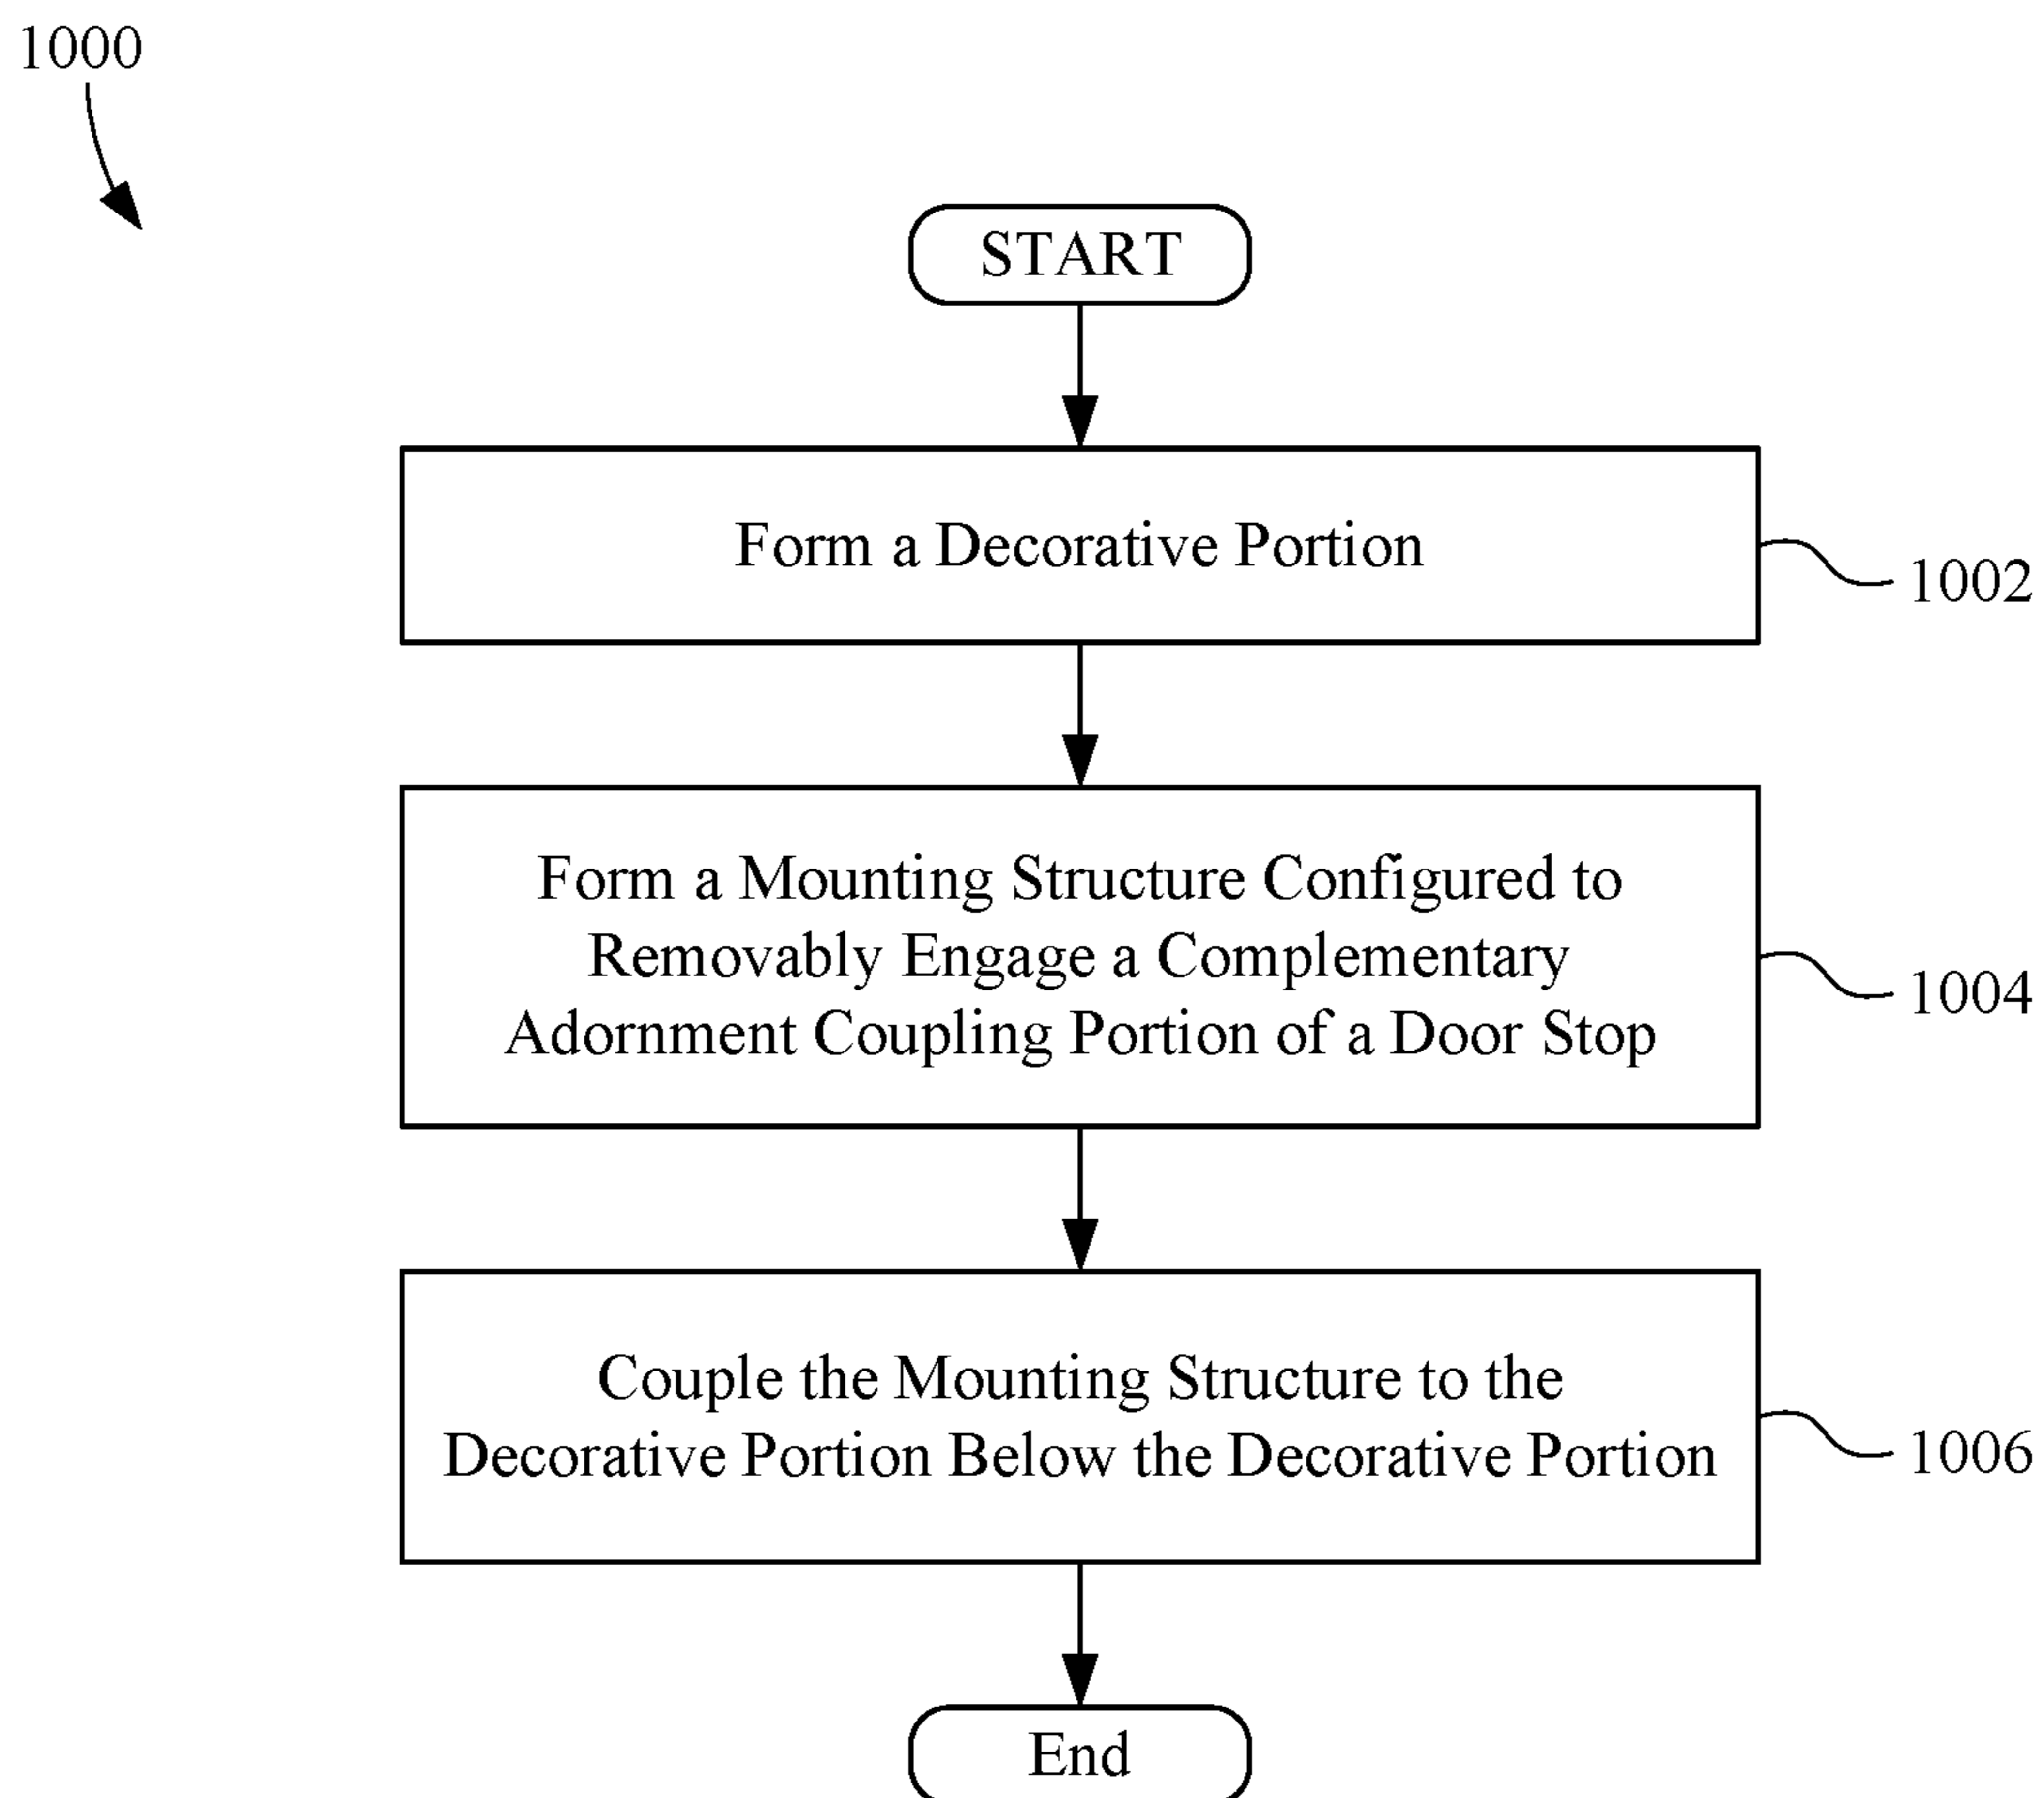 1000
START
Form a Decorative Portion
1002
Form a Mounting Structure Configured to
Removably Engage a Complementary
Adornment Coupling Portion of a Door Stop
1004
Couple the Mounting Structure to the
Decorative Portion Below the Decorative Portion
1006
End